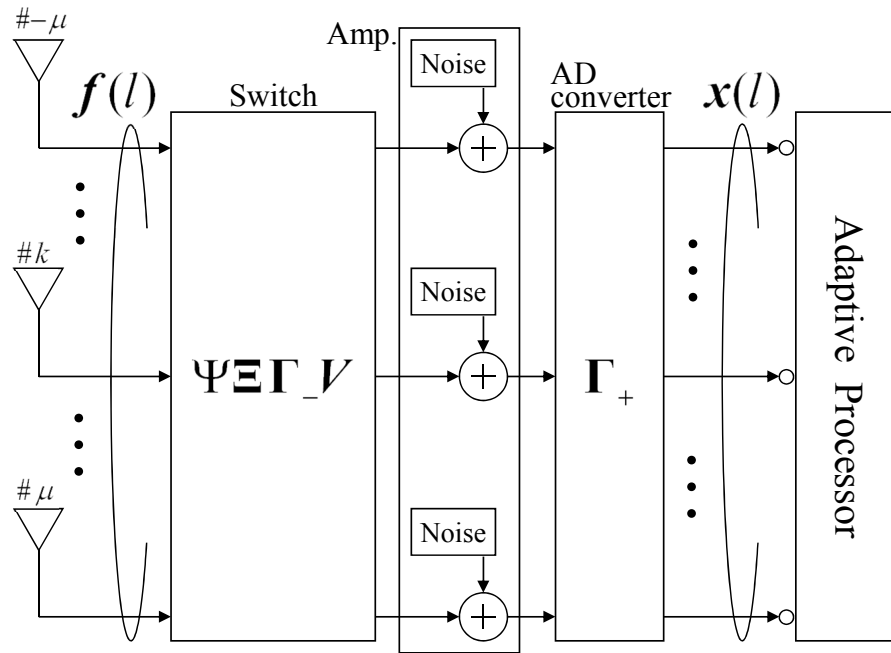 #−μ
Amp.
Noise
AD
converter
f(l)
Switch
x(l)
#k
Noise
ΨΞΓ_V
Γ+
Adaptive Processor
#μ
Noise